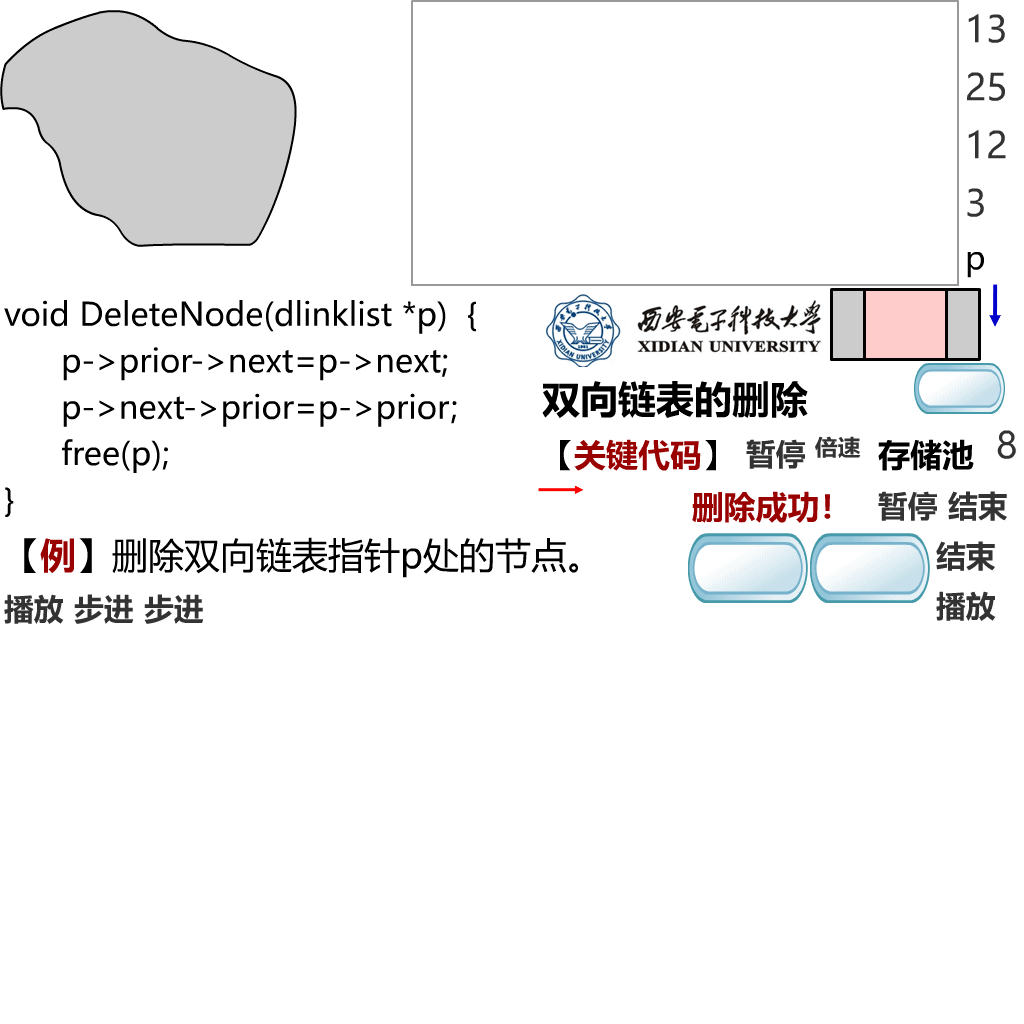 13
25
12
3
p
void DeleteNode(dlinklist *p) {
p->prior->next=p->next;
p->next->prior=p->prior;
free(p);
}
【例】删除双向链表指针p处的节点。
播放 步进 步进
西安电子科技大学
XIDIAN UNIVERSITY
双向链表的删除
【关键代码】 暂停 倍速 存储池 8
删除成功! 暂停 结束
结束
播放